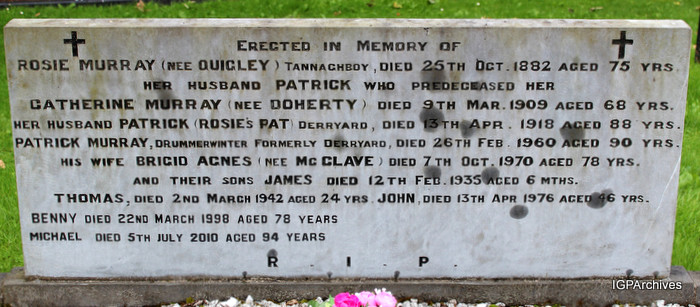 ERECTED IN MEMORY OF
ROSIE MURRAY (NEE QUIGLEY) TANNAGHBOY, DIED 25TH OCT. 1882 AGED 75 YRS.
HER HUSBAND PATRICK WHO PREDECEASED HER
CATHERINE MURRAY (NEE DOHERTY) DIED 9TH MAR. 1909 AGED 68 YRS.
HER HUSBAND PATRICK (ROSIE'S PAT) DERRYARD, DIED 13TH APR. 1918 AGED 88 YRS.
PATRICK MURRAY, DRUMMERWINTER FORMERLY DERRYARD, DIED 26TH FEB. 1960 AGED 90 YRS.
HIS WIFE BRIGID AGNES (NEE MC CLAVE) DIED 7TH OCT. 1970 AGED 78 YRS.
AND THEIR SONS JAMES DIED 12TH FEB. 1935 AGED 6 MTHS.
THOMAS, DIED 2ND MARCH 1942 AGED 24 YRS. JOHN, DIED 13TH APR 1976 AGED 46 YRS.
BENNY DIED 22ND MARCH 1998 AGED 78 YEARS
MICHAEL DIED 5TH JULY 2010 AGED 94 YEARS
R. I. P.
IGPArchives